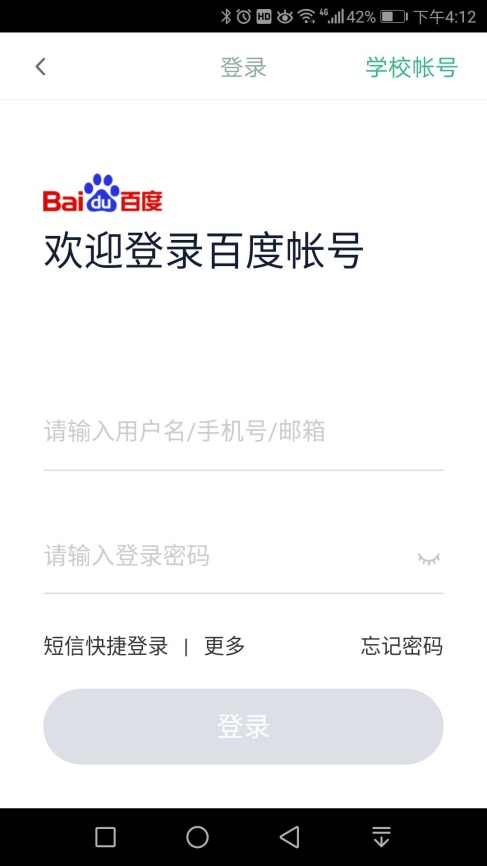 HD 4G 42% 下午4:12
登录 学校帐号
Baidu百度
欢迎登录百度帐号
请输入用户名/手机号/邮箱
请输入登录密码
短信快捷登录 | 更多 忘记密码
登录